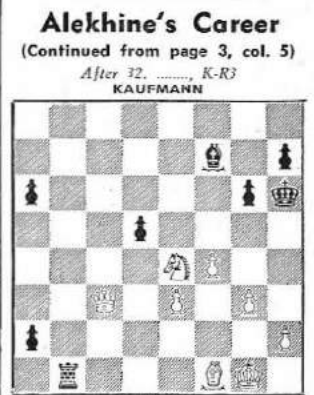 Alekhine's Career
(Continued from page 3, col. 5)
After 32. ........, K-R3
KAUFMANN